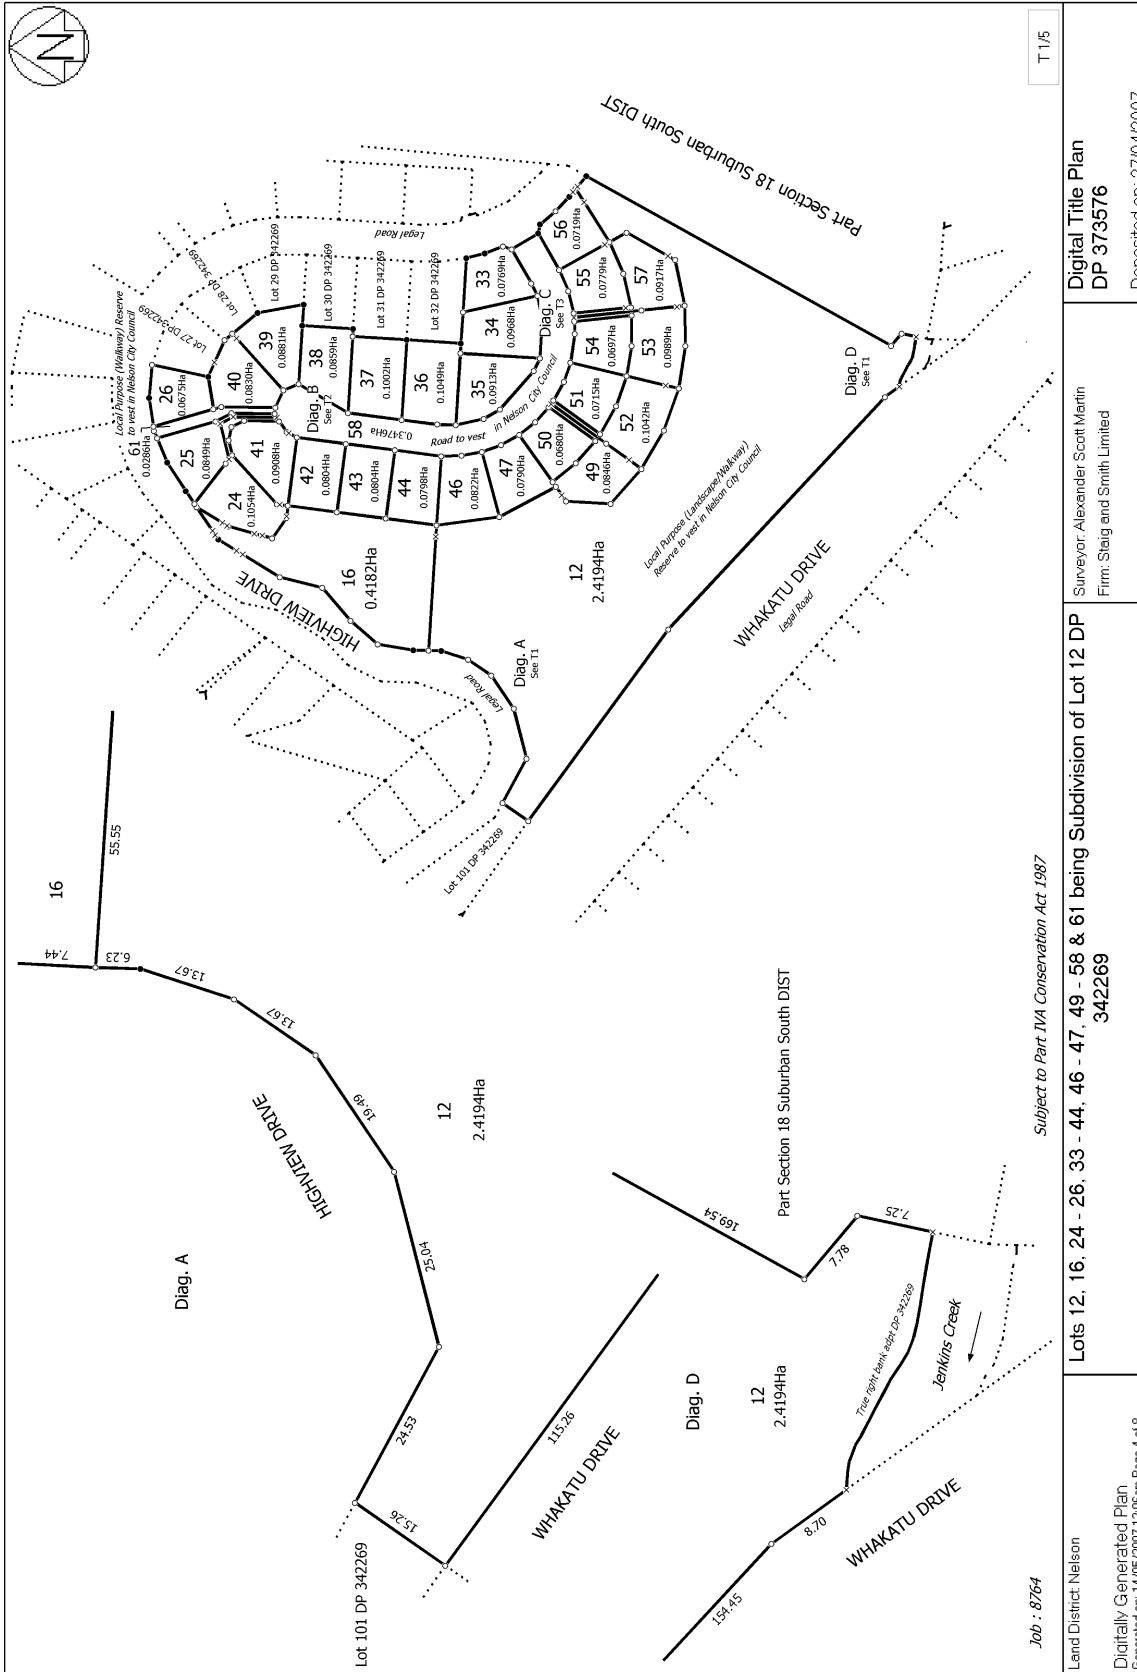 N
T 1/5
Part Section 18 Suburban South DIST
Legal Road
Lot 27 DP 342269
Lot 28 DP 342269
Lot 29 DP 342269
Lot 30 DP 342269
Lot 31 DP 342269
Lot 32 DP 342269
Local Purpose (Walkway) Reserve
to vest in Nelson City Council
61
0.0286Ha
26
0.0675Ha
25
0.0849Ha
24
0.1054Ha
40
0.0830Ha
39
0.0881Ha
41
0.0908Ha
38
0.0859Ha
Diag. B
See T2
42
0.0804Ha
43
0.0804Ha
44
0.0798Ha
46
0.0822Ha
47
0.0790Ha
58
0.3476Ha
Road to vest
in Nelson City Council
37
0.1002Ha
36
0.1049Ha
35
0.0913Ha
34
0.0968Ha
33
0.0769Ha
Diag. C
See T3
56
0.0719Ha
55
0.0779Ha
57
0.0917Ha
54
0.0697Ha
53
0.0989Ha
51
0.0715Ha
52
0.1042Ha
50
0.0680Ha
49
0.0846Ha
16
0.4182Ha
12
2.4194Ha
HIGHVIEW DRIVE
Legal Road
Diag. A
See T1
Diag. D
See T1
Local Purpose (Landscape/Walkway)
Reserve to vest in Nelson City Council
WHAKATU DRIVE
Legal Road
Lot 101 DP 342269
16
55.55
7.44
6.23
13.67
13.67
19.49
25.04
24.53
15.26
115.26
HIGHVIEW DRIVE
12
2.4194Ha
Diag. A
WHAKATU DRIVE
Lot 101 DP 342269
Part Section 18 Suburban South DIST
169.54
7.78
7.25
True right bank adpt DP 342269
Jenkins Creek
Diag. D
12
2.4194Ha
8.70
154.45
WHAKATU DRIVE
Subject to Part IVA Conservation Act 1987
Job : 8764
Land District: Nelson
Digitally Generated Plan
Lots 12, 16, 24 - 26, 33 - 44, 46 - 47, 49 - 58 & 61 being Subdivision of Lot 12 DP
342269
Surveyor: Alexander Scott Martin
Firm: Staig and Smith Limited
Digital Title Plan
DP 373576